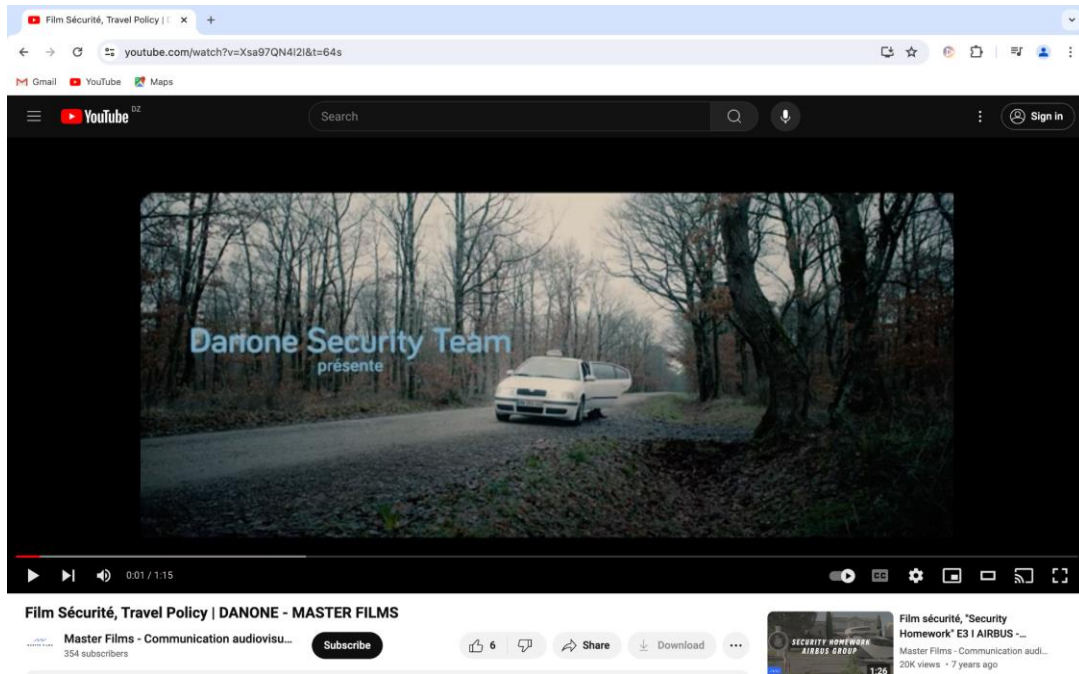 Film Sécurité, Travel Policy |
youtube.com/watch?v=Xsa97QN4I2I&t=64s
Gmail YouTube Maps
YouTube DZ
Search
Sign in
Danone Security Team
présente
0:01 / 1:15
CC
Film Sécurité, Travel Policy | DANONE - MASTER FILMS
Master Films - Communication audiovisu...
354 subscribers
Subscribe
6
Share
Download
SECURITY HOMEWORK
AIRBUS GROUP
1:26
Film sécurité, "Security
Homework" E3 I AIRBUS -...
Master Films - Communication audi...
20K views • 7 years ago